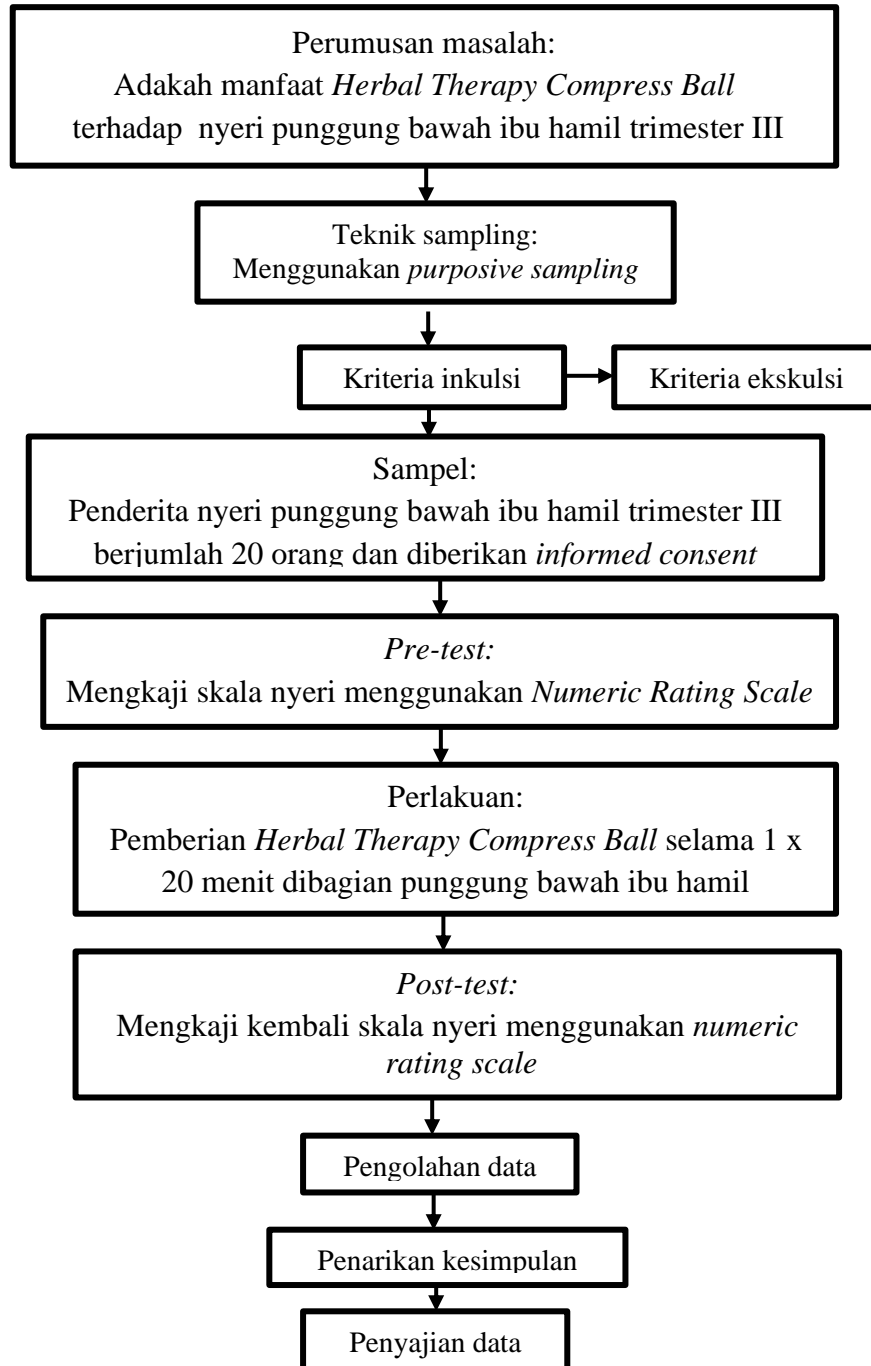 Perumusan masalah:
Adakah manfaat Herbal Therapy Compress Ball
terhadap nyeri punggung bawah ibu hamil trimester III
Teknik sampling:
Menggunakan purposive sampling
Kriteria inkulsi
Kriteria ekskulsi
Sampel:
Penderita nyeri punggung bawah ibu hamil trimester III
berjumlah 20 orang dan diberikan informed consent
Pre-test:
Mengkaji skala nyeri menggunakan Numeric Rating Scale
Perlakuan:
Pemberian Herbal Therapy Compress Ball selama 1 x
20 menit dibagian punggung bawah ibu hamil
Post-test:
Mengkaji kembali skala nyeri menggunakan numeric
rating scale
Pengolahan data
Penarikan kesimpulan
Penyajian data